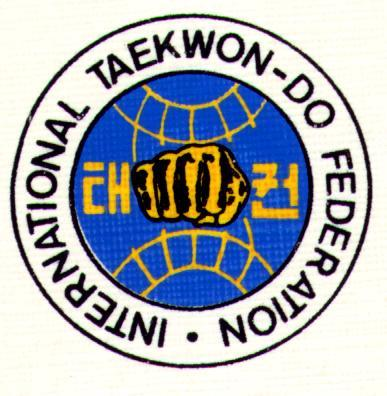 INTERNATIONAL TAEKWON-DO FEDERATION •
태권